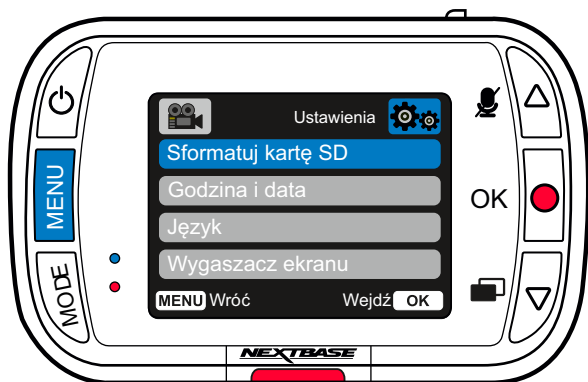 Ustawienia
Sformatuj kartę SD
Godzina i data
Język
Wygaszacz ekranu
MENU Wróć
Wejdź OK
MENU
MODE
OK
NEXTBASE